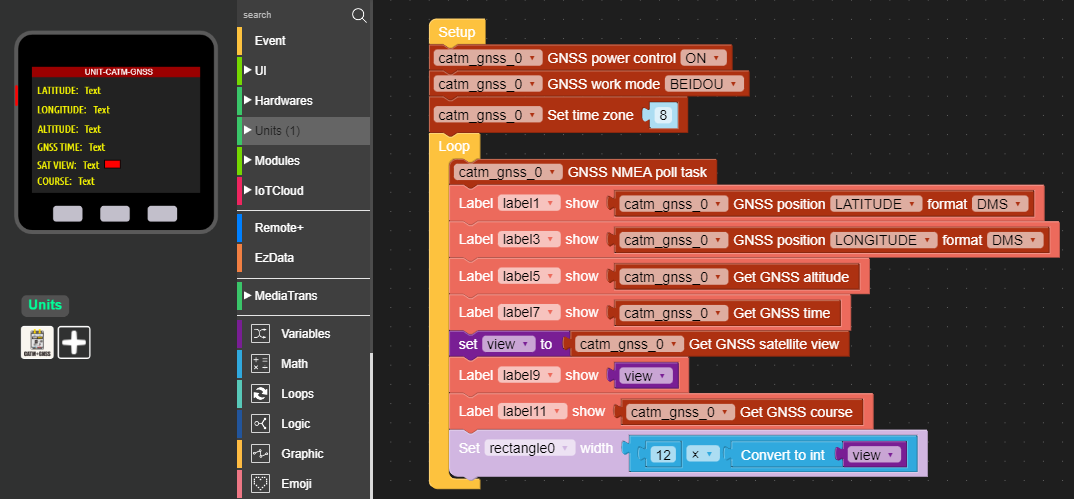 UNIT-CATM-GNSS
LATITUDE: Text
LONGITUDE: Text
ALTITUDE: Text
GNSS TIME: Text
SAT VIEW: Text
COURSE: Text
Units
CATM+GNSS
search
Event
UI
Hardwares
Units (1)
Modules
IoTCloud
Remote+
EzData
MediaTrans
Variables
Math
Loops
Logic
Graphic
Emoji
Setup
catm_gnss_0 GNSS power control ON
catm_gnss_0 GNSS work mode BEIDOU
catm_gnss_0 Set time zone 8
Loop
catm_gnss_0 GNSS NMEA poll task
Label label1 show catm_gnss_0 GNSS position LATITUDE format DMS
Label label3 show catm_gnss_0 GNSS position LONGITUDE format DMS
Label label5 show catm_gnss_0 Get GNSS altitude
Label label7 show catm_gnss_0 Get GNSS time
set view to catm_gnss_0 Get GNSS satellite view
Label label9 show view
Label label11 show catm_gnss_0 Get GNSS course
Set rectangle0 width 12 × Convert to int view